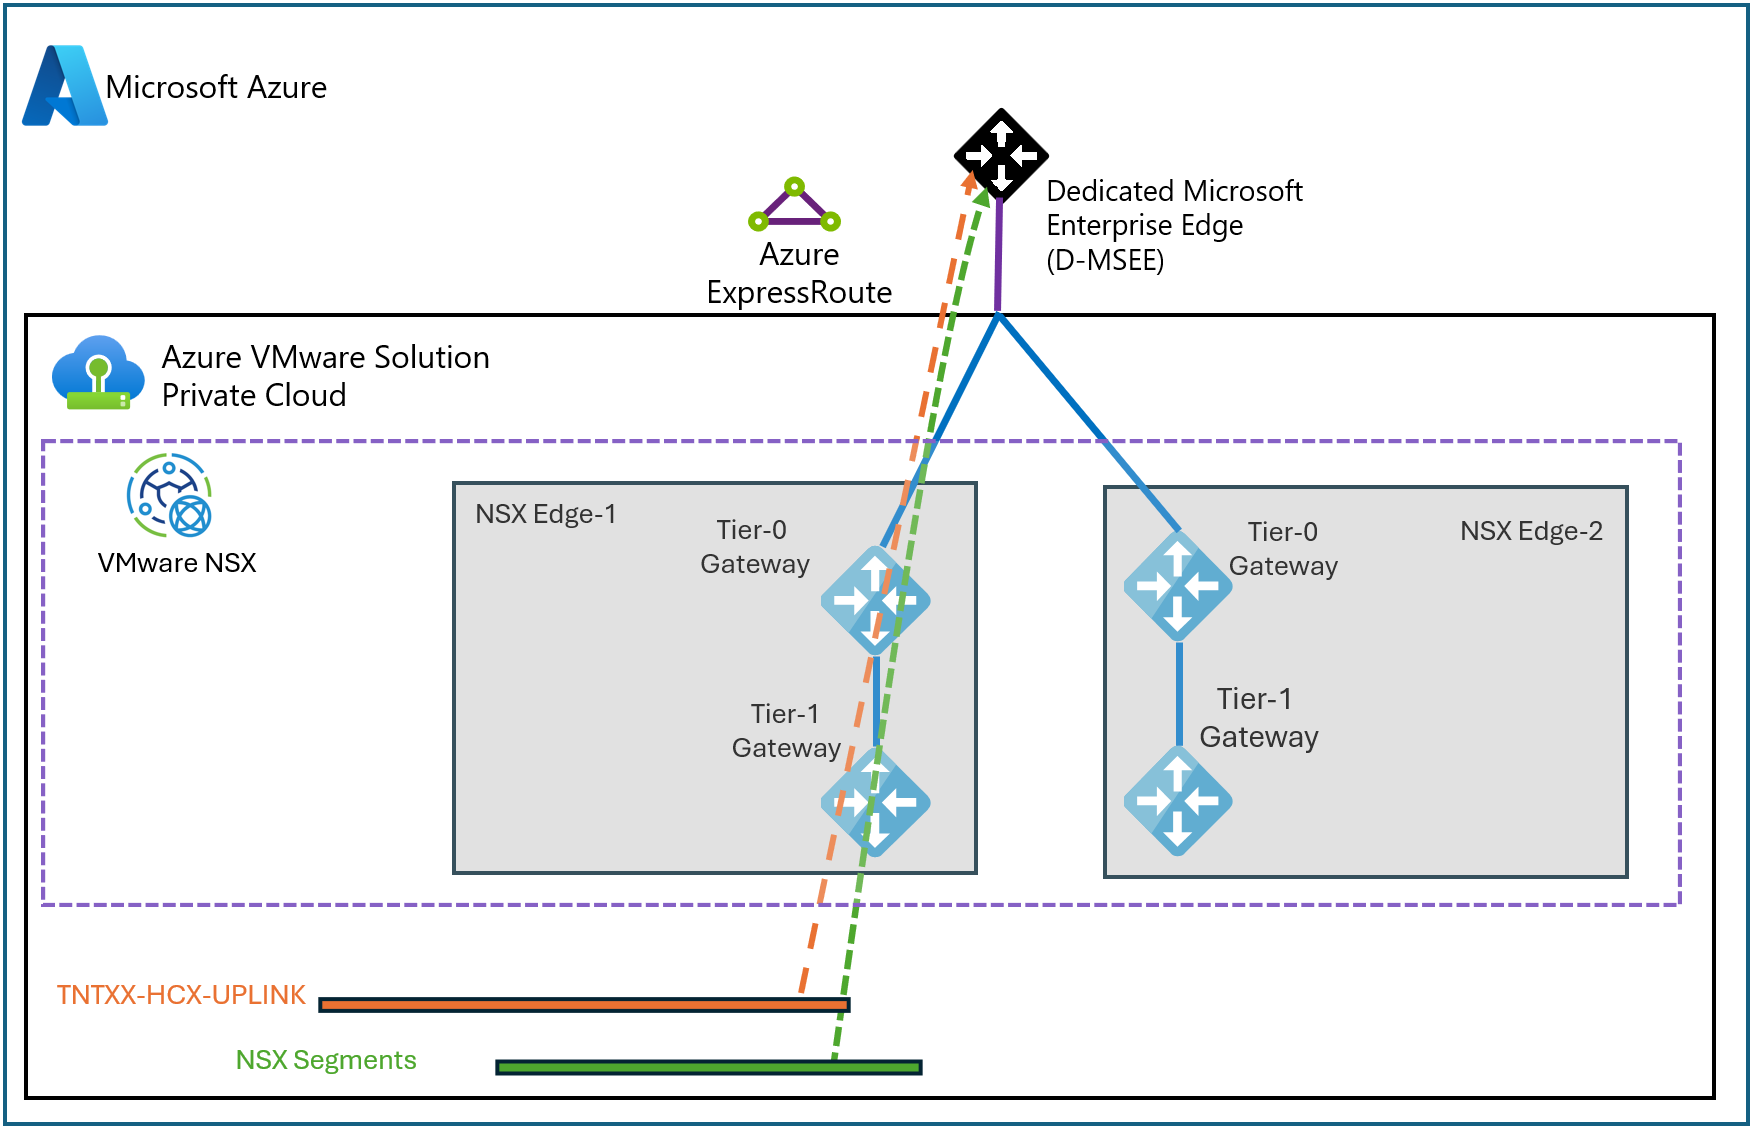 Microsoft Azure
Dedicated Microsoft
Enterprise Edge
(D-MSEE)
Azure
ExpressRoute
Azure VMware Solution
Private Cloud
VMware NSX
NSX Edge-1
Tier-0
Gateway
Tier-1
Gateway
Tier-0
Gateway
NSX Edge-2
Tier-1
Gateway
TNTXX-HCX-UPLINK
NSX Segments